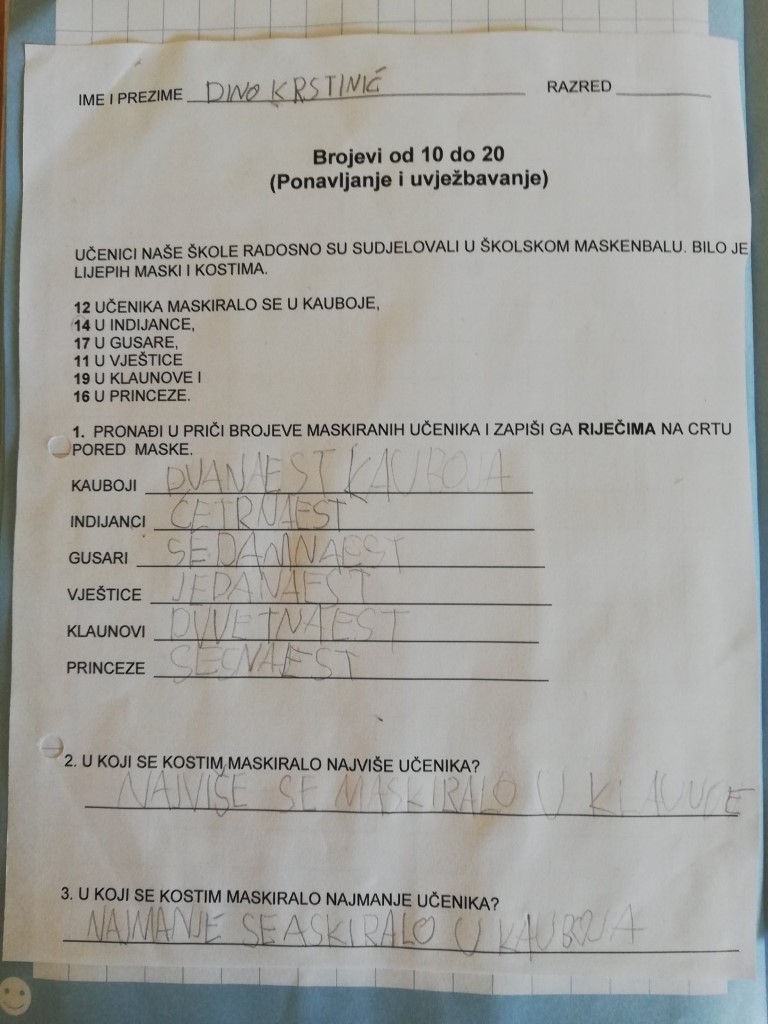 IME I PREZIME DINO KRSTINIĆ RAZRED
Brojevi od 10 do 20
(Ponavljanje i uvježbavanje)
UČENICI NAŠE ŠKOLE RADOSNO SU SUDJELOVALI U ŠKOLSKOM MASKENBALU. BILO JE
LIJEPIH MASKI I KOSTIMA.
12 UČENIKA MASKIRALO SE U KAUBOJE,
14 U INDIJANCE,
17 U GUSARE,
11 U VJEŠTICE
19 U KLAUNOVE I
16 U PRINCEZE.
1. PRONAĐI U PRIČI BROJEVE MASKIRANIH UČENIKA I ZAPIŠI GA RIJEČIMA NA CRTU
PORED MASKE.
KAUBOJI DVANAEST KAUBOJA
INDIJANCI ČETRNAEST
GUSARI SEDAMNAEST
VJEŠTICE JEDANAEST
KLAUNOVI DVVETNAEST
PRINCEZE SESNAEST
2. U KOJI SE KOSTIM MASKIRALO NAJVIŠE UČENIKA?
NAJVIŠE SE MASKIRALO U
3. U KOJI SE KOSTIM MASKIRALO NAJMANJE UČENIKA?
NAJMANJE SEASKIRALO U KAUBOJA